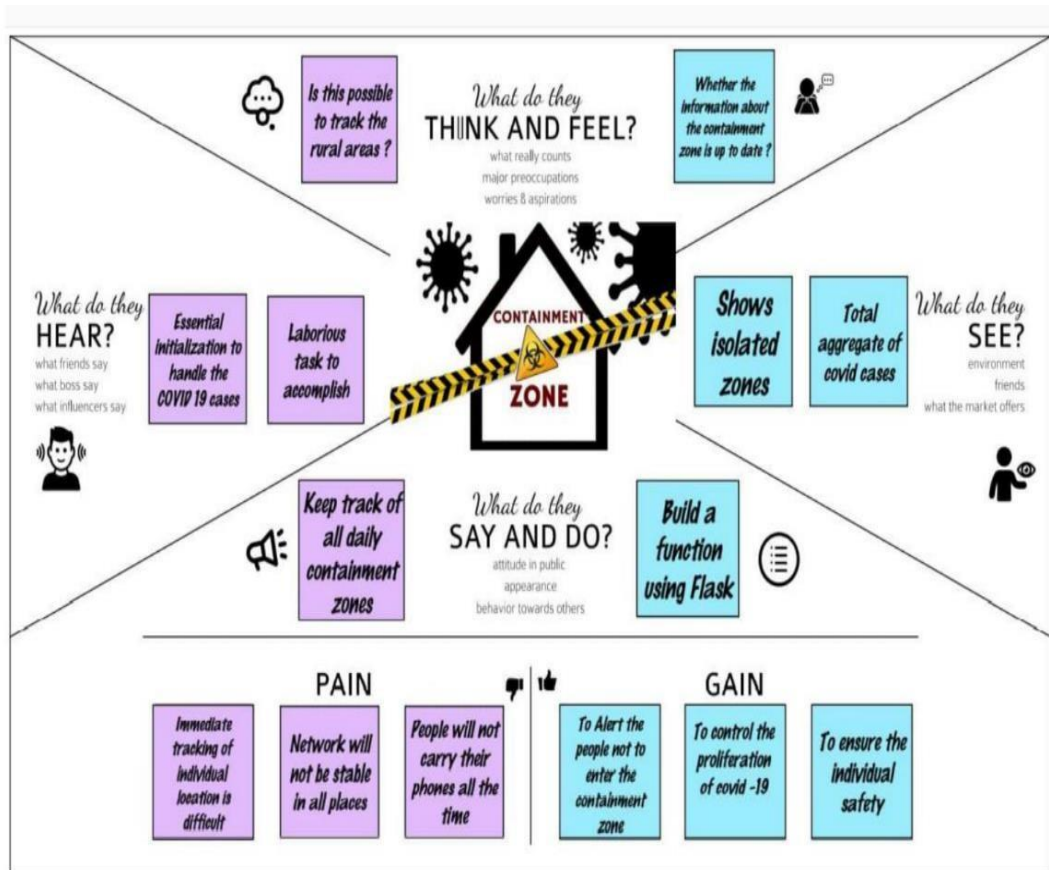 Is this possible
to track the
rural areas ?
What do they
THINK AND FEEL?
what really counts
major preocupations
worries & aspirations
Whether the
information about
the containment
zone is up to date ?
What do they
HEAR?
what friends say
what boss say
what influencers say
Essential
initialization to
handle the
COVID 19 cases
Laborious
task to
accomplish
CONTAINMENT
ZONE
Shows
isolated
zones
Total
aggregate of
covid cases
What do they
SEE?
environment
friends
what the market offers
Keep track of
all daily
containment
zones
What do they
SAY AND DO?
attitude in public
appearance
behavior towards others
Build a
function
using Flask
PAIN
Immediate
tracking of
individual
location is
difficult
Network will
not be stable
in all places
People will not
carry their
phones all the
time
GAIN
To Alert the
people not to
enter the
containment
zone
To control the
proliferation
of covid -19
To ensure the
individual
safety